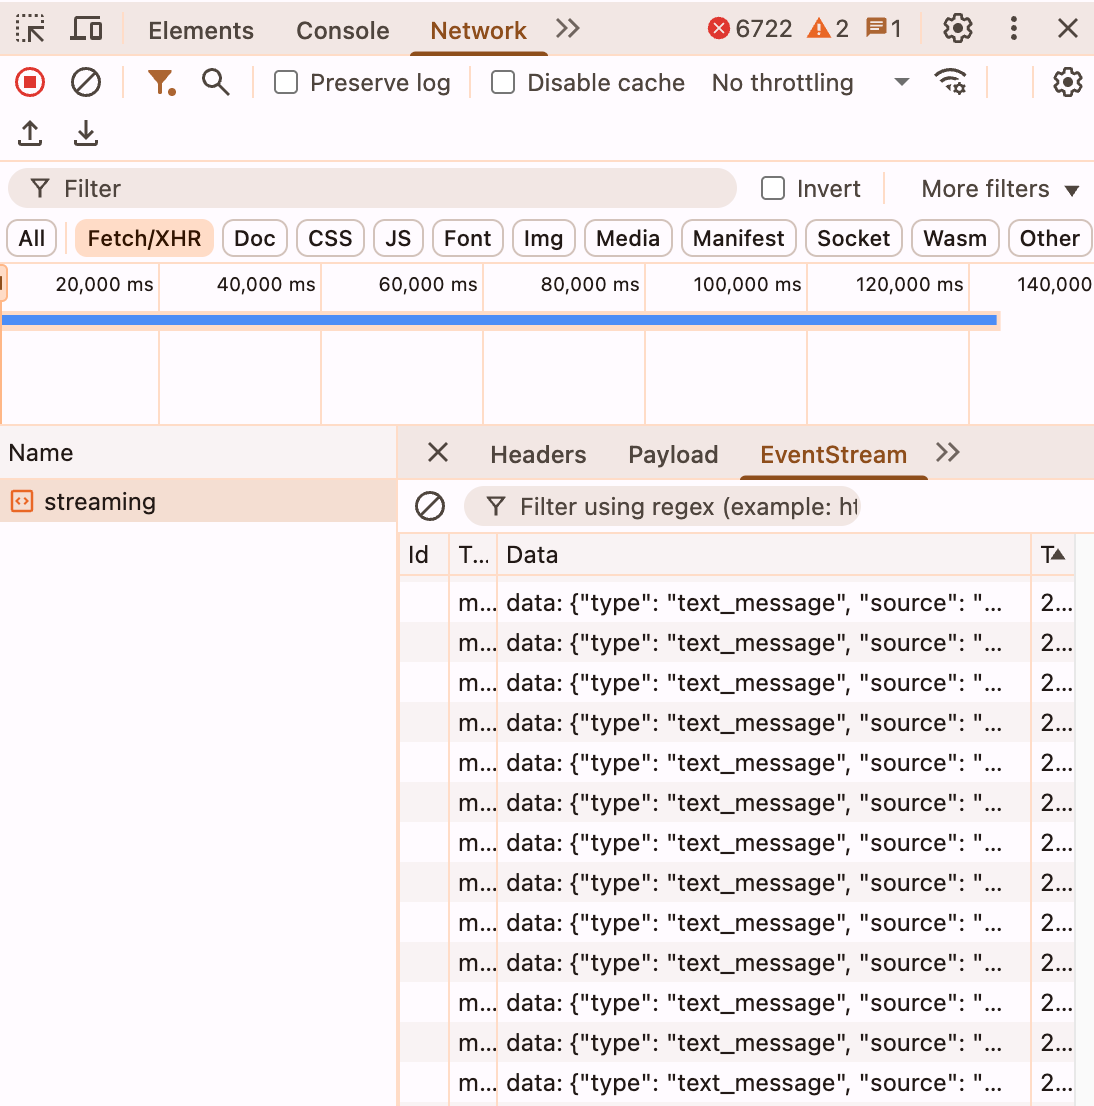 Elements Console Network 6722 2 1
Preserve log Disable cache No throttling
Filter Invert More filters
All Fetch/XHR Doc CSS JS Font Img Media Manifest Socket Wasm Other
20,000 ms 40,000 ms 60,000 ms 80,000 ms 100,000 ms 120,000 ms 140,000
Name
Headers Payload EventStream
streaming
Filter using regex (example: ht
Id T... Data T
m... data: {"type": "text_message", "source": "... 2...
m... data: {"type": "text_message", "source": "... 2...
m... data: {"type": "text_message", "source": "... 2...
m... data: {"type": "text_message", "source": "... 2...
m... data: {"type": "text_message", "source": "... 2...
m... data: {"type": "text_message", "source": "... 2...
m... data: {"type": "text_message", "source": "... 2...
m... data: {"type": "text_message", "source": "... 2...
m... data: {"type": "text_message", "source": "... 2...
m... data: {"type": "text_message", "source": "... 2...
m... data: {"type": "text_message", "source": "... 2...
m... data: {"type": "text_message", "source": "... 2...
m... data: {"type": "text_message", "source": "... 2...